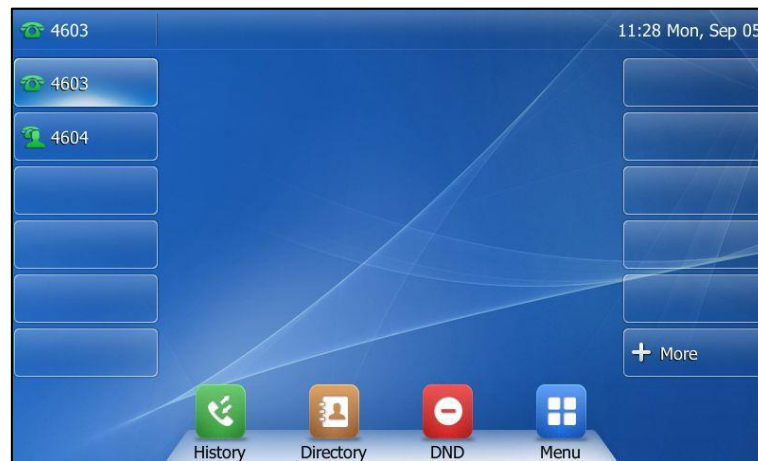 4603
11:28 Mon, Sep 05
4603
4604
More
History
Directory
DND
Menu